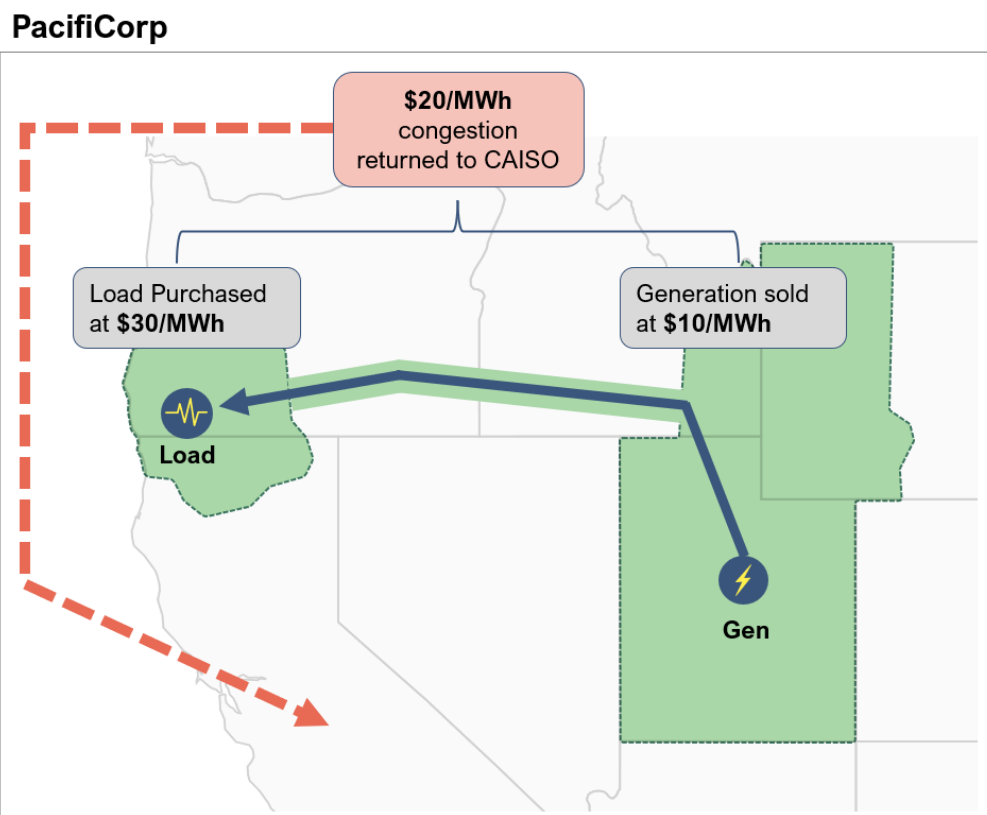 PacifiCorp
$20/MWh
congestion
returned to CAISO
Load Purchased
at $30/MWh
Generation sold
at $10/MWh
Load
Gen